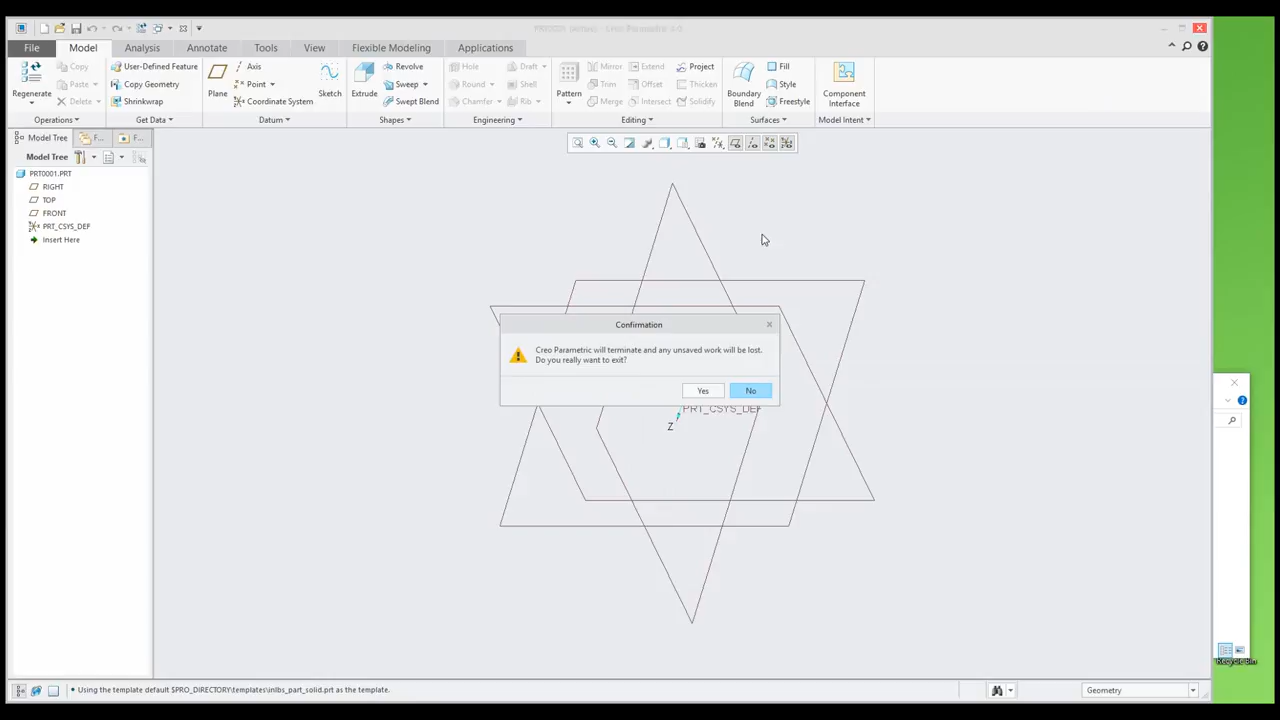 File Model Analysis Annotate Tools View Flexible Modeling Applications
Regenerate
Copy
Paste
Delete
User-Defined Feature
Copy Geometry
Shrinkwrap
Plane
Axis
Point
Coordinate System
Sketch
Extrude
Revolve
Sweep
Swept Blend
Hole
Round
Chamfer
Draft
Shell
Rib
Pattern
Mirror
Trim
Merge
Extend
Offset
Intersect
Project
Thicken
Solidify
Boundary
Blend
Fill
Style
Freestyle
Component
Interface
Operations Get Data Datum Shapes Engineering Editing Surfaces Model Intent
Model Tree F... F...
Model Tree
PRT0001.PRT
RIGHT
TOP
FRONT
PRT_CSYS_DEF
Insert Here
Confirmation
Creo Parametric will terminate and any unsaved work will be lost.
Do you really want to exit?
Yes No
PRT_CSYS_DEF
Z
Recycle Bin
Using the template default $PRO_DIRECTORY\templates\inlbs_part_solid.prt as the template.
Geometry